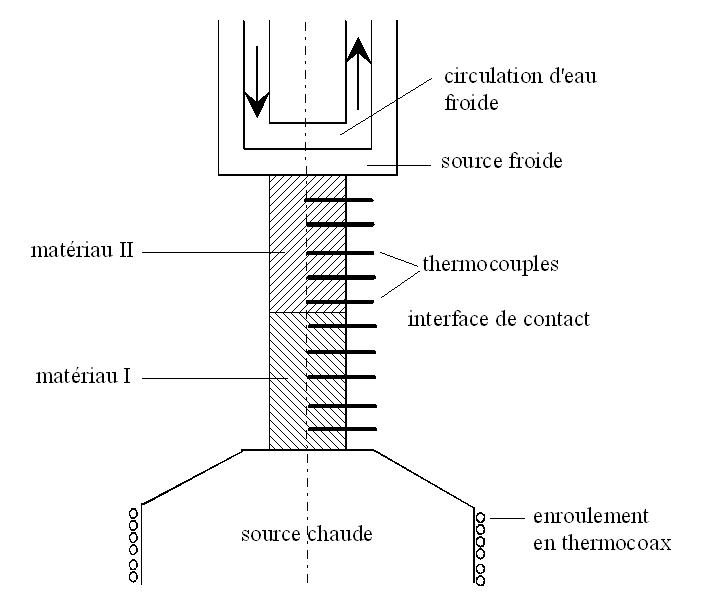 circulation d'eau
froide
source froide
matériau II
thermocouples
interface de contact
matériau I
source chaude
enroulement
en thermocoax